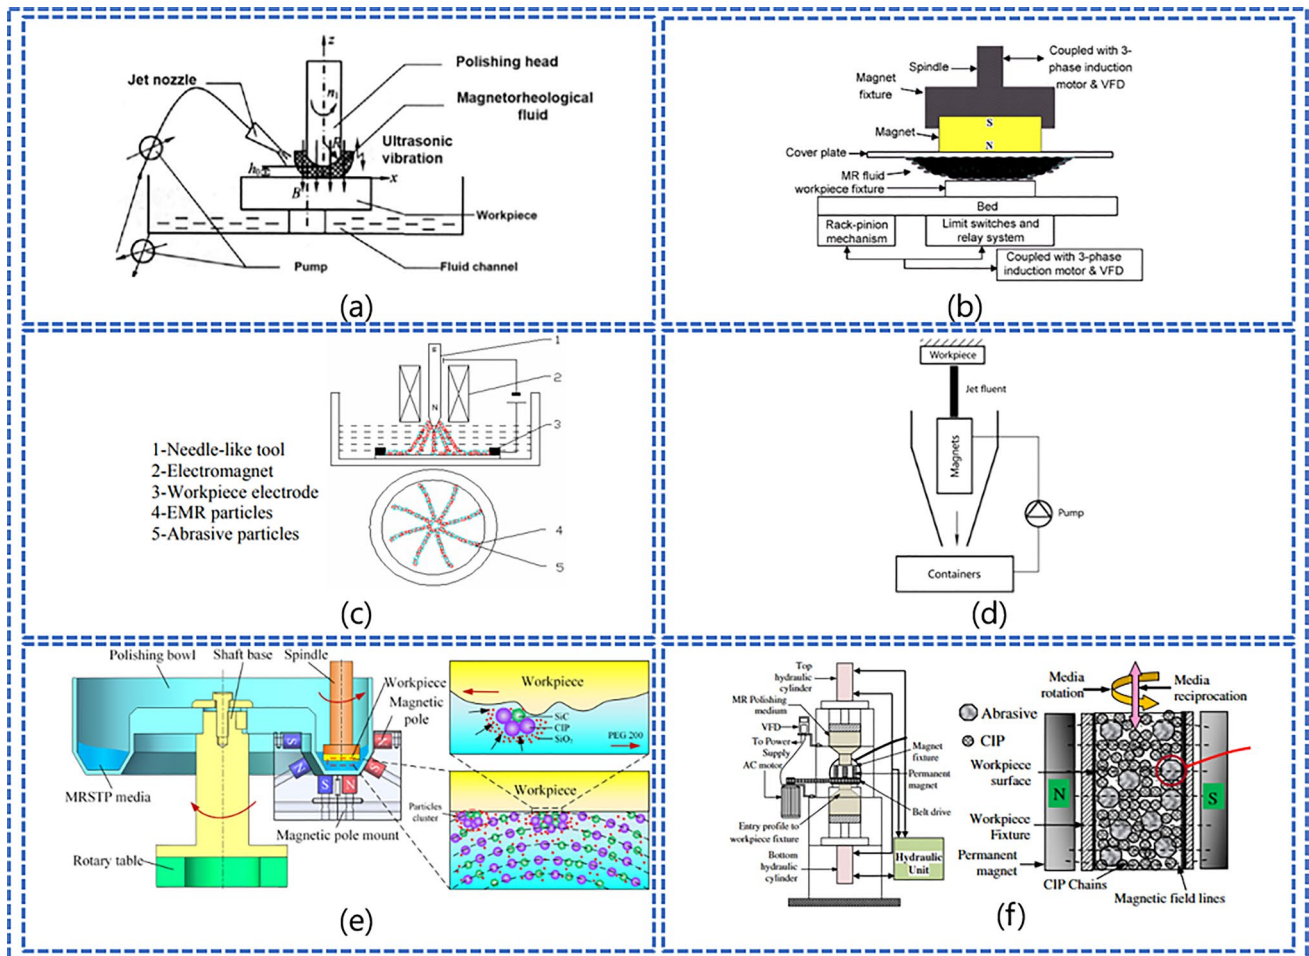 z
Jet nozzle
Polishing head
n₁
Magnetorheological
fluid
Ultrasonic
vibration
R
h₀
B
x
Workpiece
Pump
Fluid channel
(a)
Coupled with 3-
phase induction
motor & VFD
Spindle
Magnet
fixture
S
Magnet
N
Cover plate
MR fluid
workpiece fixture
Bed
Rack-pinion
mechanism
Limit switches and
relay system
Coupled with 3-phase
induction motor & VFD
(b)
1
2
N
3
1-Needle-like tool
2-Electromagnet
3-Workpiece electrode
4-EMR particles
5-Abrasive particles
4
5
(c)
Workpiece
Jet fluent
Magnets
Pump
Containers
(d)
Polishing bowl
Shaft base
Spindle
Workpiece
Magnetic
pole
S
N
S
N
S
N
MRSTP media
Magnetic pole mount
Rotary table
Workpiece
SiC
CIP
SiO₂
PEG 200
Workpiece
Particles
cluster
(e)
Top
hydraulic
cylinder
MR Polishing
medium
VFD
To Power
Supply
AC motor
Magnet
fixture
Permanent
magnet
Belt drive
Entry profile to
workpiece fixture
Bottom
hydraulic
cylinder
Hydraulic
Unit
Media
rotation
Media
reciprocation
Abrasive
CIP
Workpiece
surface
N
S
Workpiece
Fixture
Permanent
magnet
CIP Chains
Magnetic field lines
(f)